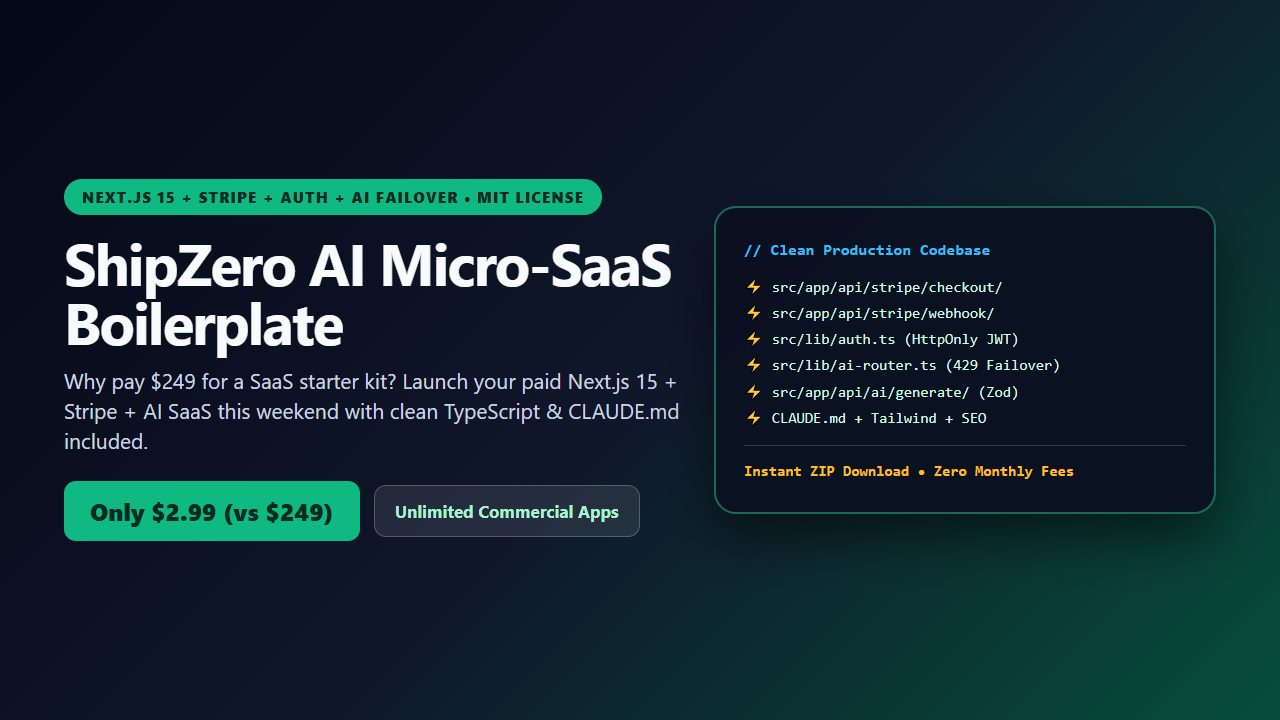 NEXT.JS 15 + STRIPE + AUTH + AI FAILOVER • MIT LICENSE
ShipZero AI Micro-SaaS
Boilerplate
Why pay $249 for a SaaS starter kit? Launch your paid Next.js 15 +
Stripe + AI SaaS this weekend with clean TypeScript & CLAUDE.md
included.
Only $2.99 (vs $249)
Unlimited Commercial Apps
// Clean Production Codebase
⚡ src/app/api/stripe/checkout/
⚡ src/app/api/stripe/webhook/
⚡ src/lib/auth.ts (HttpOnly JWT)
⚡ src/lib/ai-router.ts (429 Failover)
⚡ src/app/api/ai/generate/ (Zod)
⚡ CLAUDE.md + Tailwind + SEO
Instant ZIP Download • Zero Monthly Fees